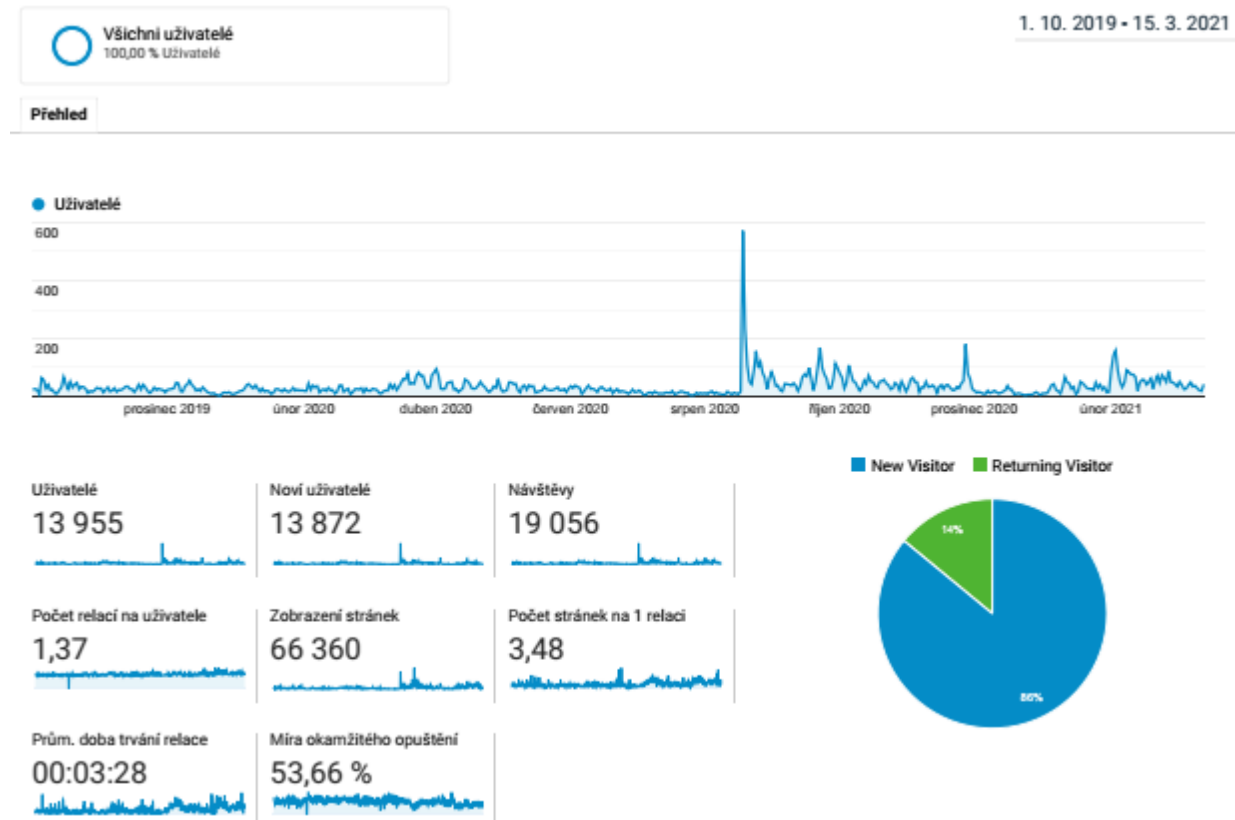 Všichni uživatelé
100,00 % Uživatelé
1. 10. 2019 - 15. 3. 2021
Přehled
Uživatelé
600
400
200
prosinec 2019 únor 2020 duben 2020 červen 2020 srpen 2020 říjen 2020 prosinec 2020 únor 2021
New Visitor Returning Visitor
Uživatelé Noví uživatelé Návštěvy
13 955 13 872 19 056
14%
Počet relací na uživatele Zobrazení stránek Počet stránek na 1 relaci
1,37 66 360 3,48
86%
Prům. doba trvání relace Míra okamžitého opuštění
00:03:28 53,66 %